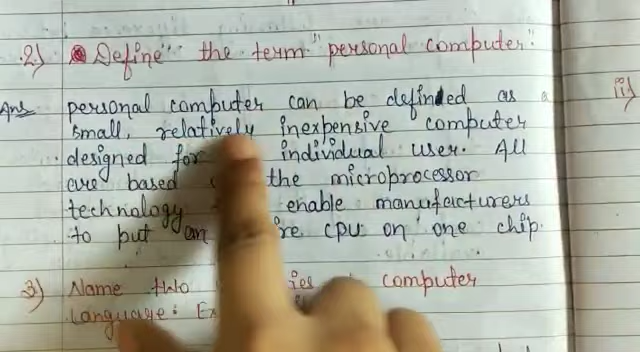 2) Define the term "personal computer."
Ans personal computer can be definded as a
small, relatively inexpensive computer
designed for individual user. All
are based the microprocessor
technology enable manufacturers
to put an re CPU on one chip.
ii)
3) Name two computer
Language: Ex